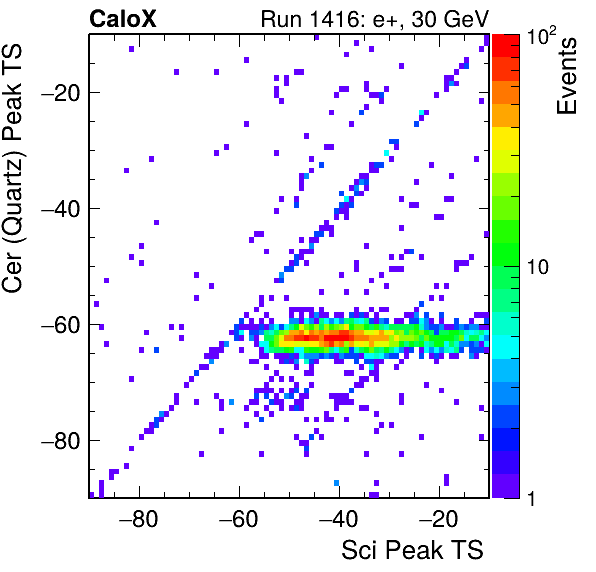 CaloX Run 1416: e+, 30 GeV
Cer (Quartz) Peak TS
−20
−40
−60
−80
−80 −60 −40 −20
Sci Peak TS
10²
10
1
Events